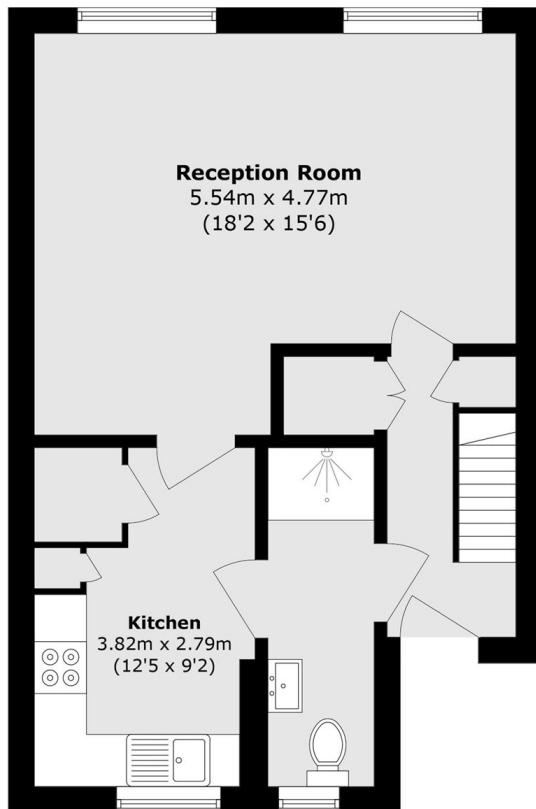 Reception Room
5.54m x 4.77m
(18'2 x 15'6)
Kitchen
3.82m x 2.79m
(12'5 x 9'2)